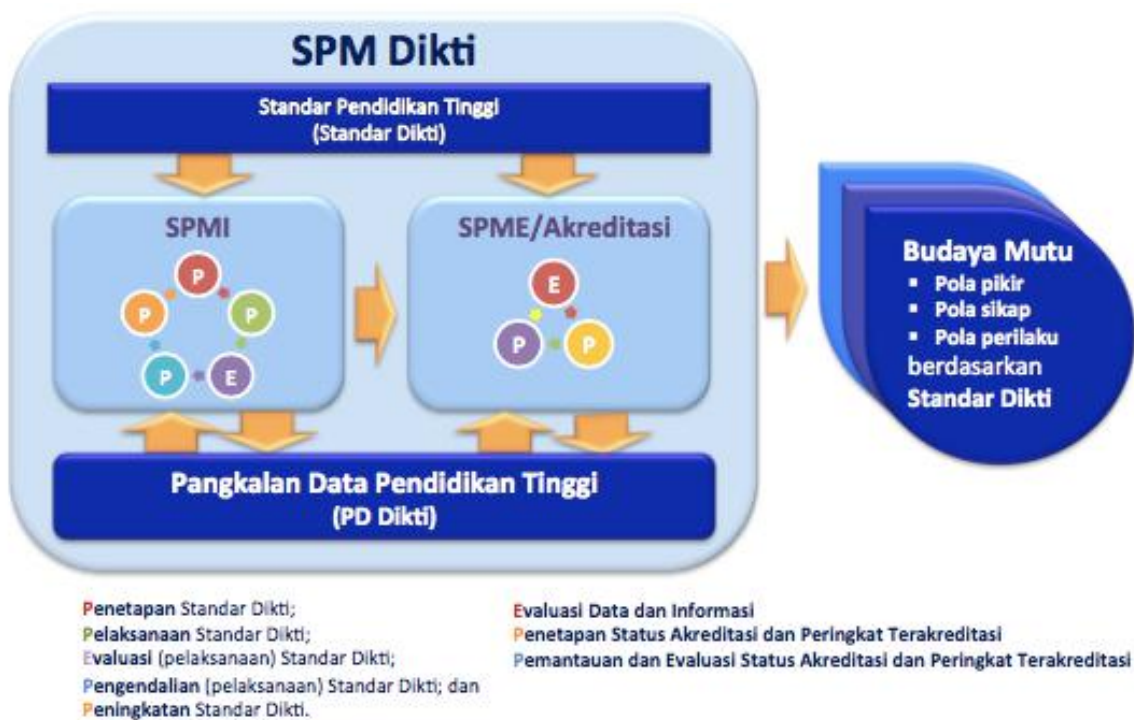 SPM Dikti
Standar Pendidikan Tinggi
(Standar Dikti)
SPMI
P
P
P
P
E
SPME/Akreditasi
E
P
P
Budaya Mutu
▪ Pola pikir
▪ Pola sikap
▪ Pola perilaku
berdasarkan
Standar Dikti
Pangkalan Data Pendidikan Tinggi
(PD Dikti)
Penetapan Standar Dikti;
Pelaksanaan Standar Dikti;
Evaluasi (pelaksanaan) Standar Dikti;
Pengendalian (pelaksanaan) Standar Dikti; dan
Peningkatan Standar Dikti.
Evaluasi Data dan Informasi
Penetapan Status Akreditasi dan Peringkat Terakreditasi
Pemantauan dan Evaluasi Status Akreditasi dan Peringkat Terakreditasi